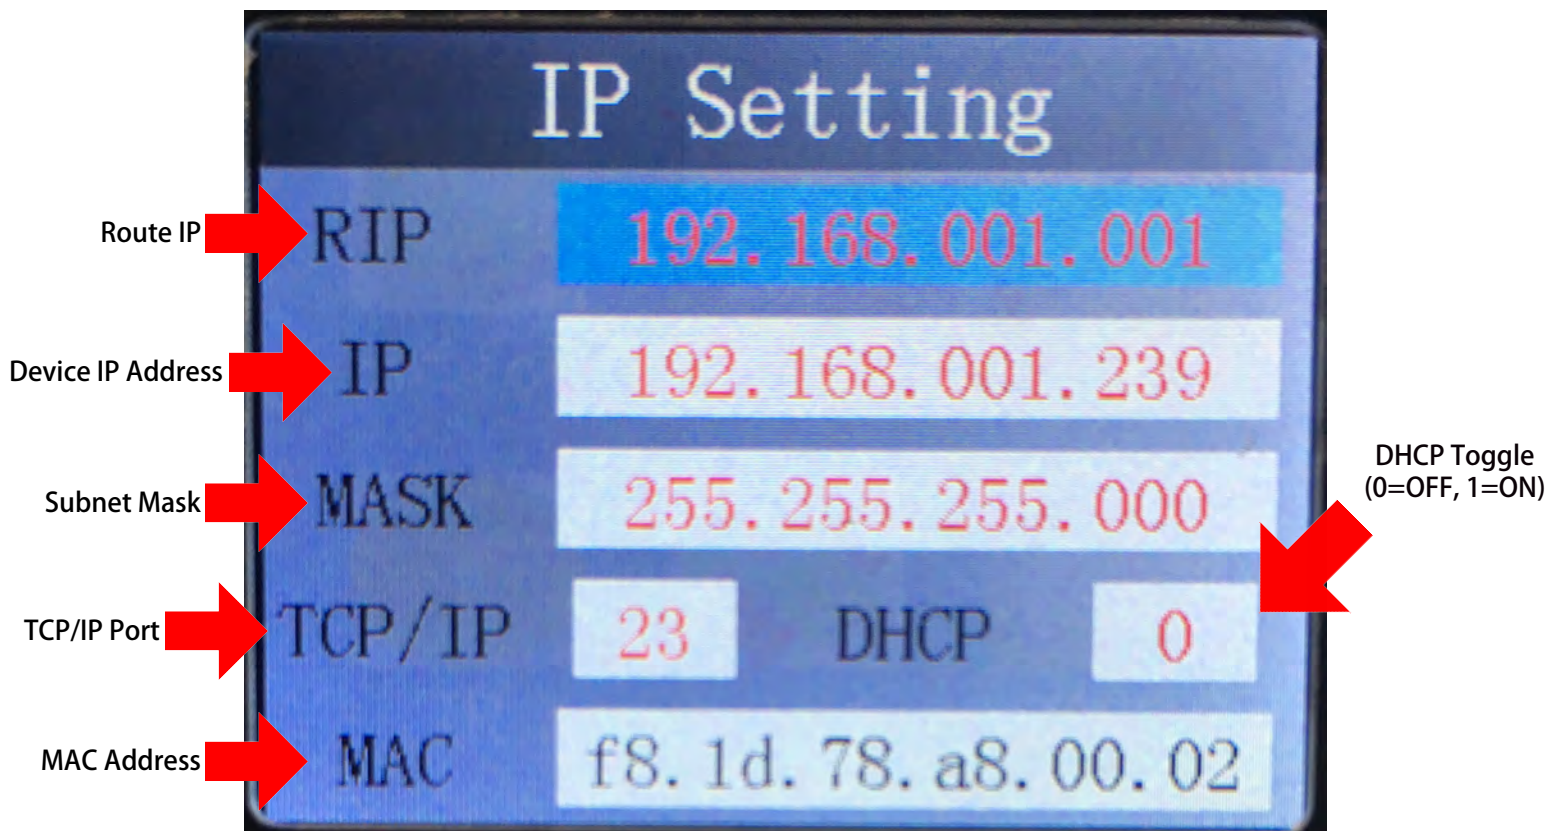 IP Setting
Route IP RIP 192.168.001.001
Device IP Address IP 192.168.001.239
Subnet Mask MASK 255.255.255.000
DHCP Toggle
(0=OFF, 1=ON)
TCP/IP Port TCP/IP 23 DHCP 0
MAC Address MAC f8.1d.78.a8.00.02